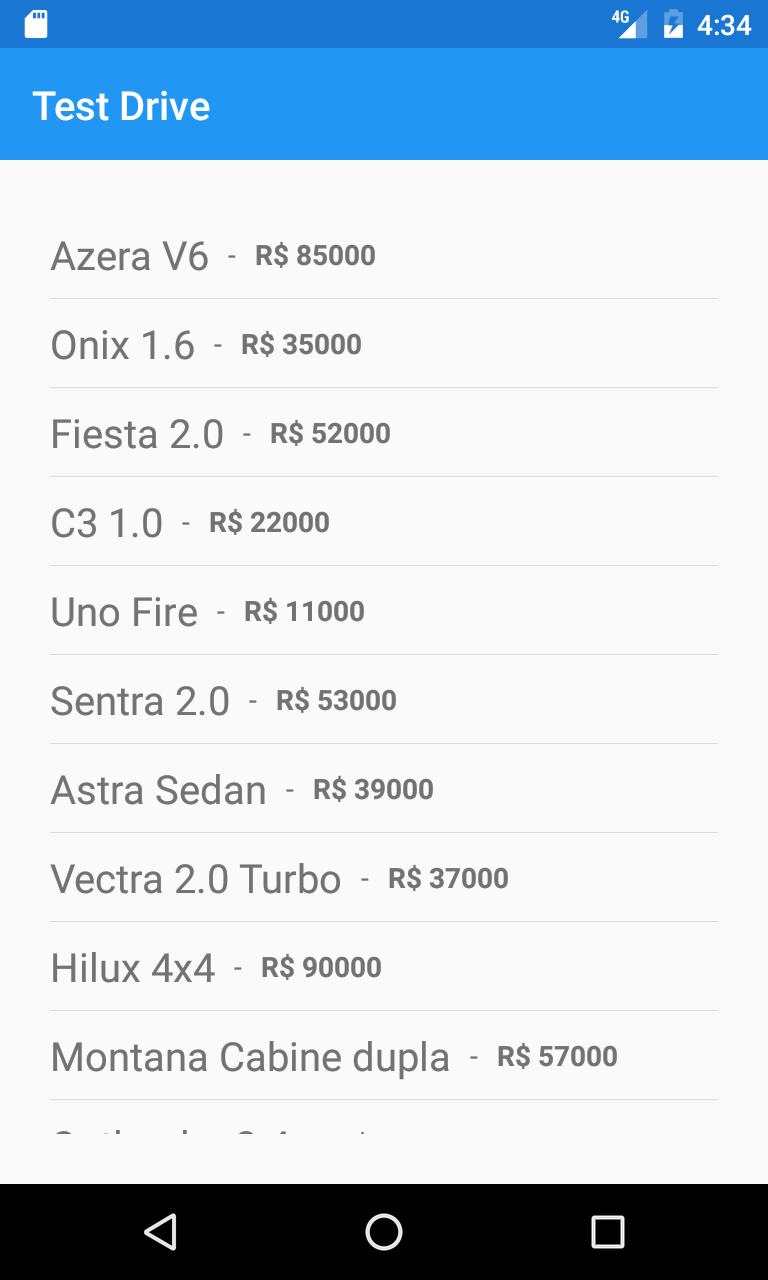 4G 4:34
Test Drive
Azera V6 - R$ 85000
Onix 1.6 - R$ 35000
Fiesta 2.0 - R$ 52000
C3 1.0 - R$ 22000
Uno Fire - R$ 11000
Sentra 2.0 - R$ 53000
Astra Sedan - R$ 39000
Vectra 2.0 Turbo - R$ 37000
Hilux 4x4 - R$ 90000
Montana Cabine dupla - R$ 57000